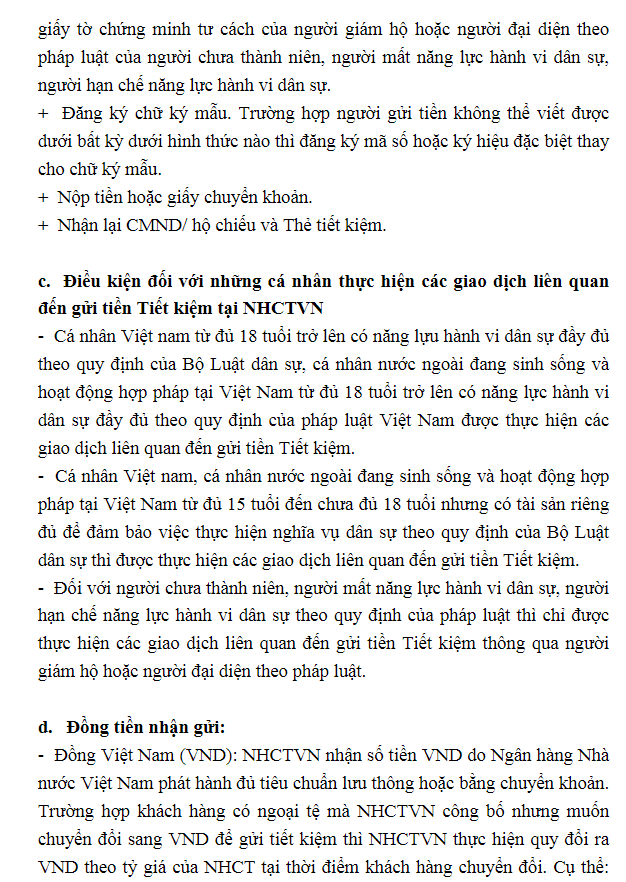 giấy tờ chứng minh tư cách của người giám hộ hoặc người đại diện theo
pháp luật của người chưa thành niên, người mất năng lực hành vi dân sự,
người hạn chế năng lực hành vi dân sự.
+ Đăng ký chữ ký mẫu. Trường hợp người gửi tiền không thể viết được
dưới bất kỳ dưới hình thức nào thì đăng ký mã số hoặc ký hiệu đặc biệt thay
cho chữ ký mẫu.
+ Nộp tiền hoặc giấy chuyển khoản.
+ Nhận lại CMND/ hộ chiếu và Thẻ tiết kiệm.
c. Điều kiện đối với những cá nhân thực hiện các giao dịch liên quan
đến gửi tiền Tiết kiệm tại NHCTVN
- Cá nhân Việt nam từ đủ 18 tuổi trở lên có năng lựu hành vi dân sự đầy đủ
theo quy định của Bộ Luật dân sự, cá nhân nước ngoài đang sinh sống và
hoạt động hợp pháp tại Việt Nam từ đủ 18 tuổi trở lên có năng lực hành vi
dân sự đầy đủ theo quy định của pháp luật Việt Nam được thực hiện các
giao dịch liên quan đến gửi tiền Tiết kiệm.
- Cá nhân Việt nam, cá nhân nước ngoài đang sinh sống và hoạt động hợp
pháp tại Việt Nam từ đủ 15 tuổi đến chưa đủ 18 tuổi nhưng có tài sản riêng
đủ để đảm bảo việc thực hiện nghĩa vụ dân sự theo quy định của Bộ Luật
dân sự thì được thực hiện các giao dịch liên quan đến gửi tiền Tiết kiệm.
- Đối với người chưa thành niên, người mất năng lực hành vi dân sự, người
hạn chế năng lực hành vi dân sự theo quy định của pháp luật thì chỉ được
thực hiện các giao dịch liên quan đến gửi tiền Tiết kiệm thông qua người
giám hộ hoặc người đại diện theo pháp luật.
d. Đồng tiền nhận gửi:
- Đồng Việt Nam (VND): NHCTVN nhận số tiền VND do Ngân hàng Nhà
nước Việt Nam phát hành đủ tiêu chuẩn lưu thông hoặc bằng chuyển khoản.
Trường hợp khách hàng có ngoại tệ mà NHCTVN công bố nhưng muốn
chuyển đổi sang VND để gửi tiết kiệm thì NHCTVN thực hiện quy đổi ra
VND theo tỷ giá của NHCT tại thời điểm khách hàng chuyển đổi. Cụ thể: